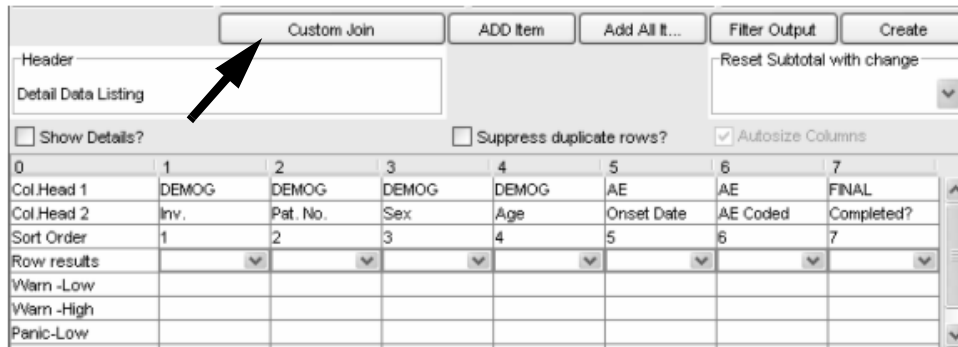 Custom Join ADD Item Add All It... Filter Output Create
Header Reset Subtotal with change
Detail Data Listing
Show Details? Suppress duplicate rows? Autosize Columns
0 1 2 3 4 5 6 7
Col.Head 1 DEMOG DEMOG DEMOG DEMOG AE AE FINAL
Col.Head 2 Inv. Pat. No. Sex Age Onset Date AE Coded Completed?
Sort Order 1 2 3 4 5 6 7
Row results
Warn -Low
Warn -High
Panic-Low